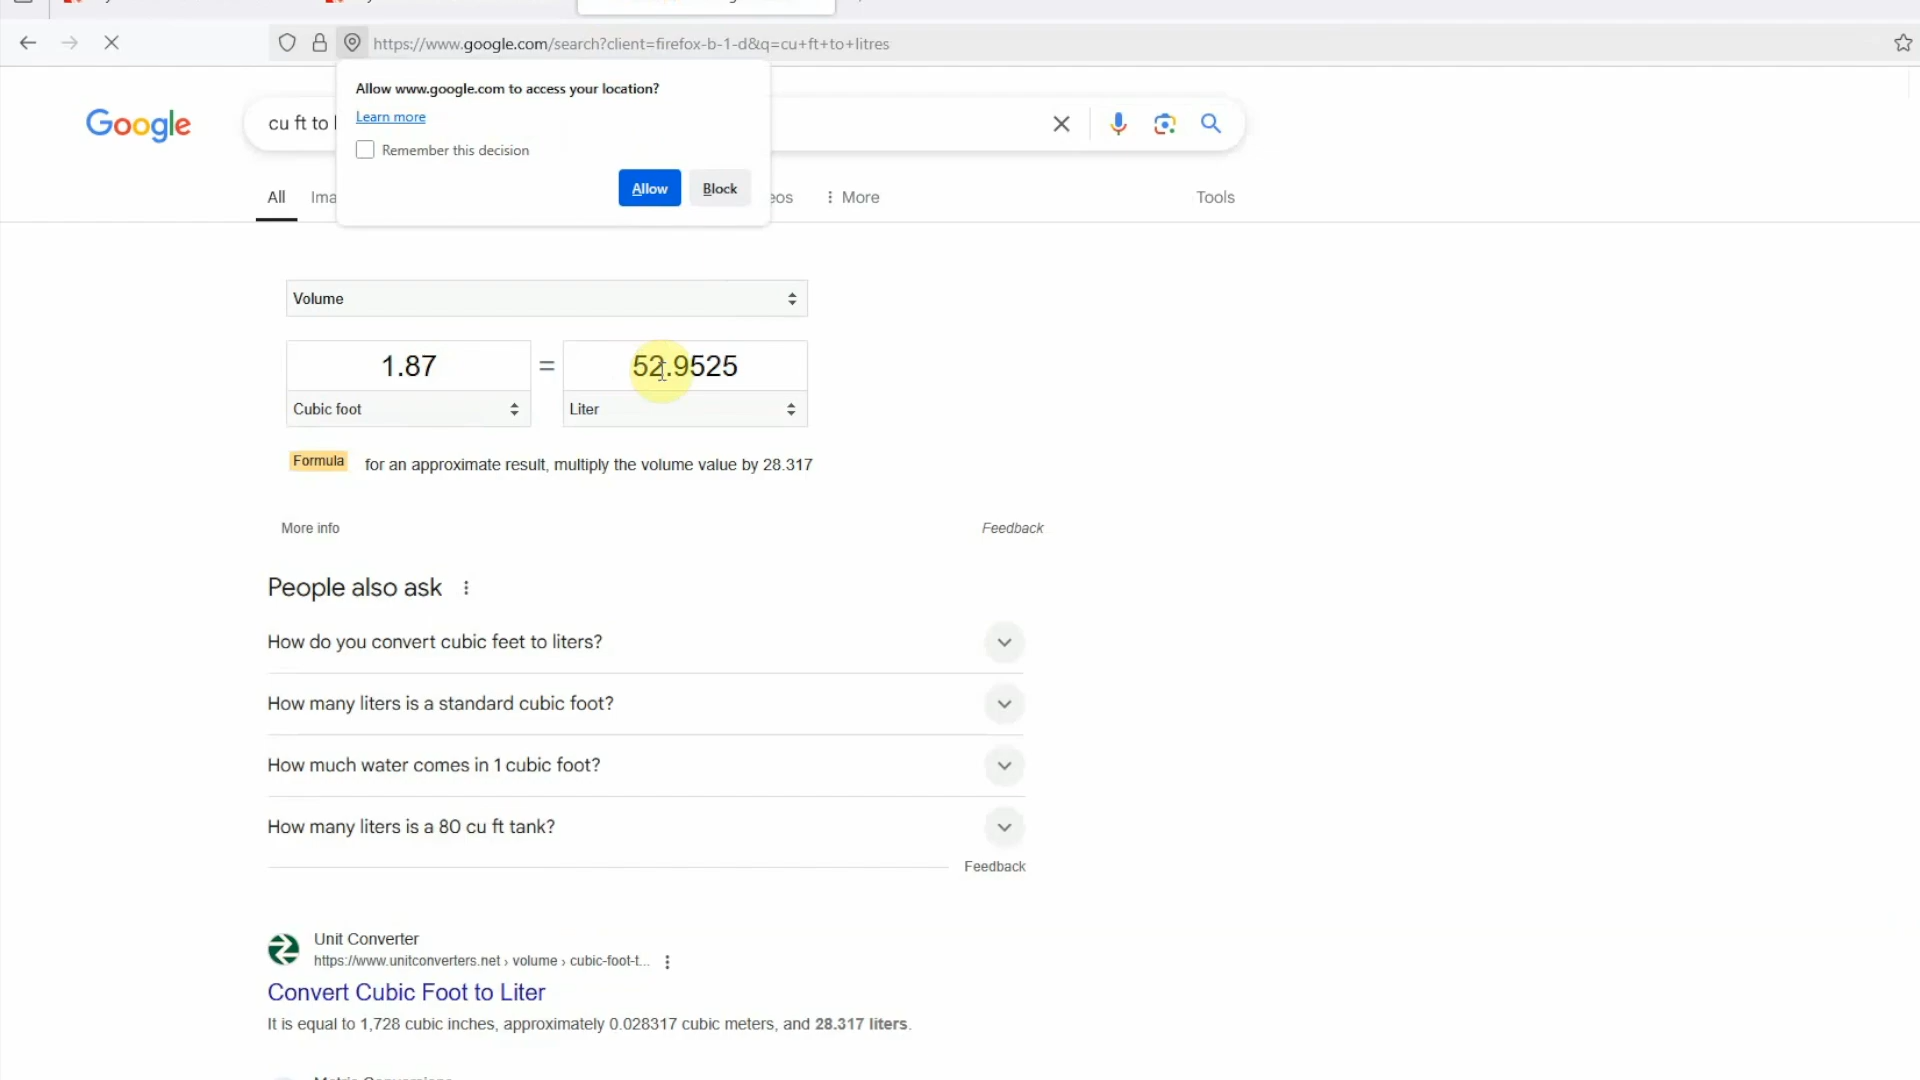 https://www.google.com/search?client=firefox-b-1-d&q=cu+ft+to+litres
Allow www.google.com to access your location?
Learn more
Remember this decision
Allow Block
Google
cu ft to
All
More
Tools
Volume
1.87 = 52.9525
Cubic foot Liter
Formula for an approximate result, multiply the volume value by 28.317
More info Feedback
People also ask
How do you convert cubic feet to liters?
How many liters is a standard cubic foot?
How much water comes in 1 cubic foot?
How many liters is a 80 cu ft tank?
Feedback
Unit Converter
https://www.unitconverters.net › volume › cubic-foot-t...
Convert Cubic Foot to Liter
It is equal to 1,728 cubic inches, approximately 0.028317 cubic meters, and 28.317 liters.